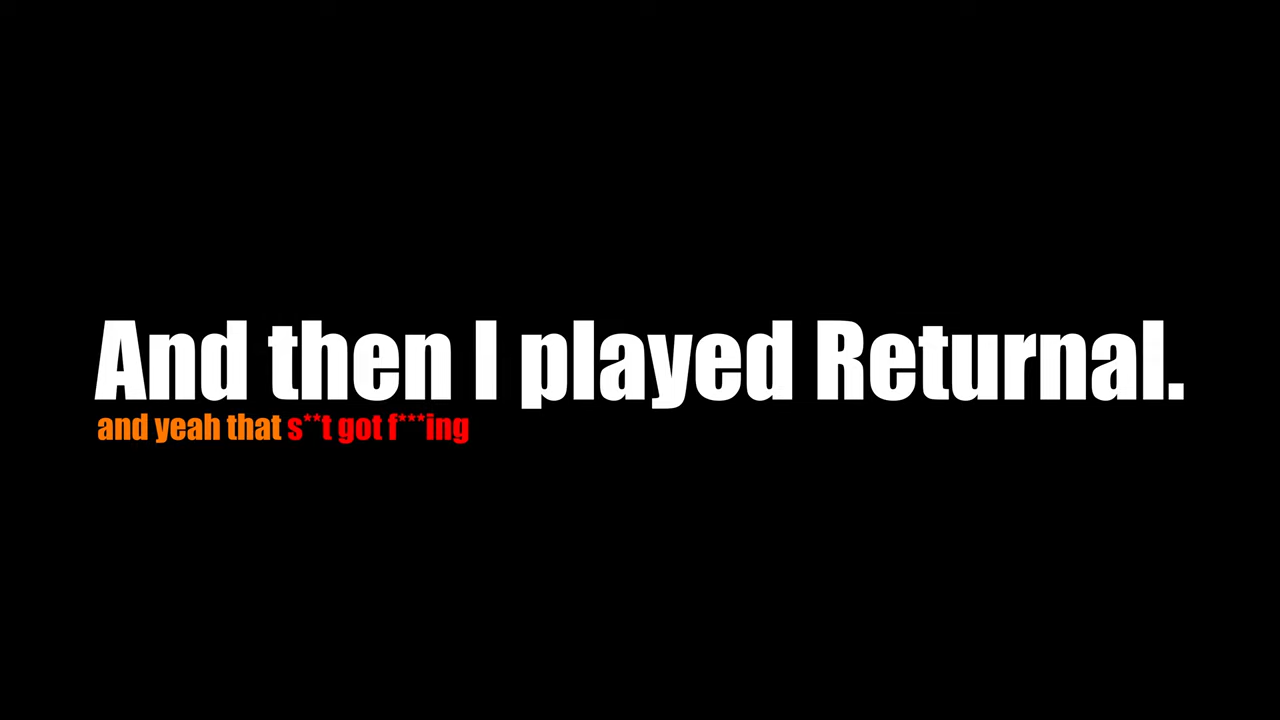 And then I played Returnal.
and yeah that s**t got f***ing